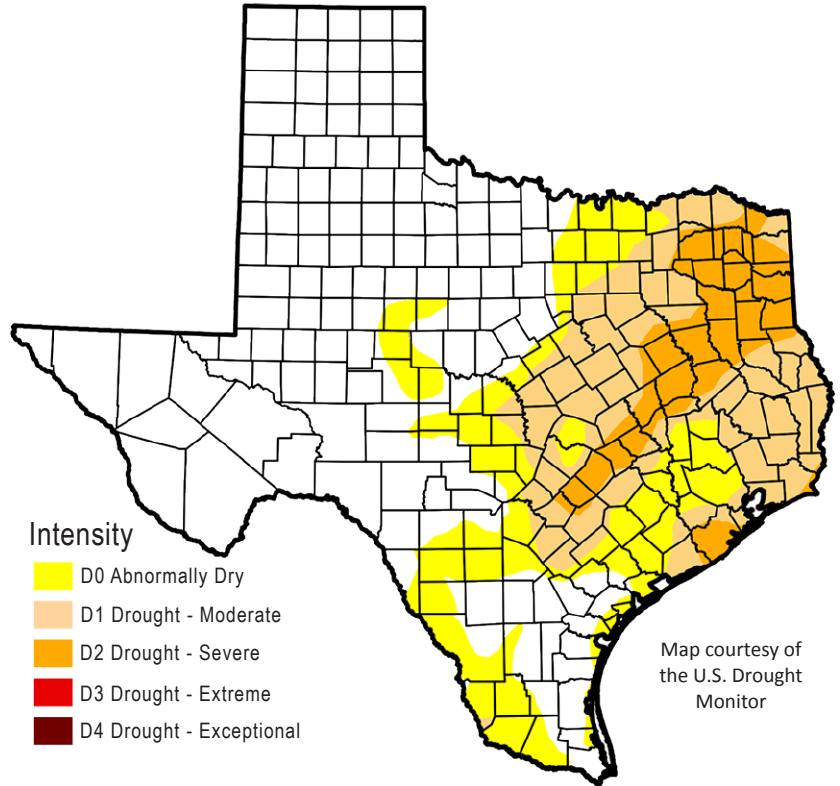 Intensity
D0 Abnormally Dry
D1 Drought - Moderate
D2 Drought - Severe
D3 Drought - Extreme
D4 Drought - Exceptional
Map courtesy of
the U.S. Drought
Monitor